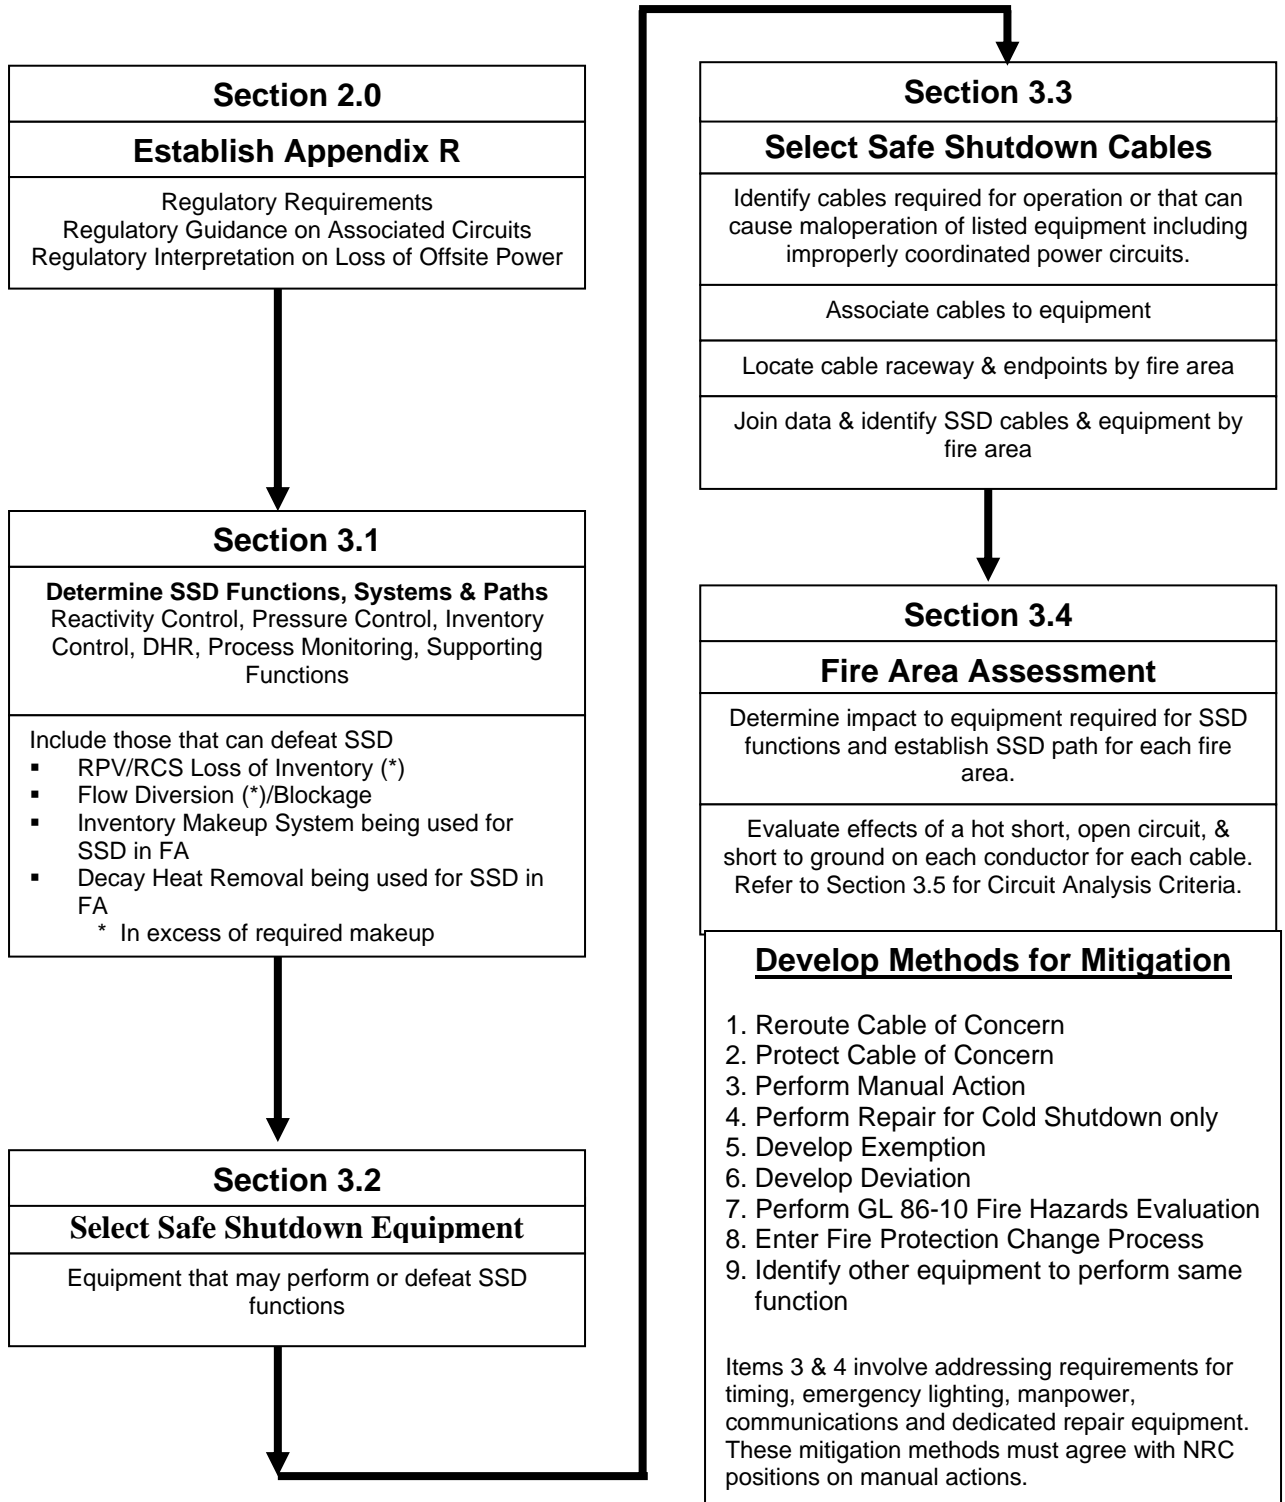 Section 2.0
Establish Appendix R
Regulatory Requirements
Regulatory Guidance on Associated Circuits
Regulatory Interpretation on Loss of Offsite Power
Section 3.1
Determine SSD Functions, Systems & Paths
Reactivity Control, Pressure Control, Inventory
Control, DHR, Process Monitoring, Supporting
Functions
Include those that can defeat SSD
▪ RPV/RCS Loss of Inventory (*)
▪ Flow Diversion (*)/Blockage
▪ Inventory Makeup System being used for
SSD in FA
▪ Decay Heat Removal being used for SSD in
FA
* In excess of required makeup
Section 3.2
Select Safe Shutdown Equipment
Equipment that may perform or defeat SSD
functions
Section 3.3
Select Safe Shutdown Cables
Identify cables required for operation or that can
cause maloperation of listed equipment including
improperly coordinated power circuits.
Associate cables to equipment
Locate cable raceway & endpoints by fire area
Join data & identify SSD cables & equipment by
fire area
Section 3.4
Fire Area Assessment
Determine impact to equipment required for SSD
functions and establish SSD path for each fire
area.
Evaluate effects of a hot short, open circuit, &
short to ground on each conductor for each cable.
Refer to Section 3.5 for Circuit Analysis Criteria.
Develop Methods for Mitigation
1. Reroute Cable of Concern
2. Protect Cable of Concern
3. Perform Manual Action
4. Perform Repair for Cold Shutdown only
5. Develop Exemption
6. Develop Deviation
7. Perform GL 86-10 Fire Hazards Evaluation
8. Enter Fire Protection Change Process
9. Identify other equipment to perform same
function
Items 3 & 4 involve addressing requirements for
timing, emergency lighting, manpower,
communications and dedicated repair equipment.
These mitigation methods must agree with NRC
positions on manual actions.